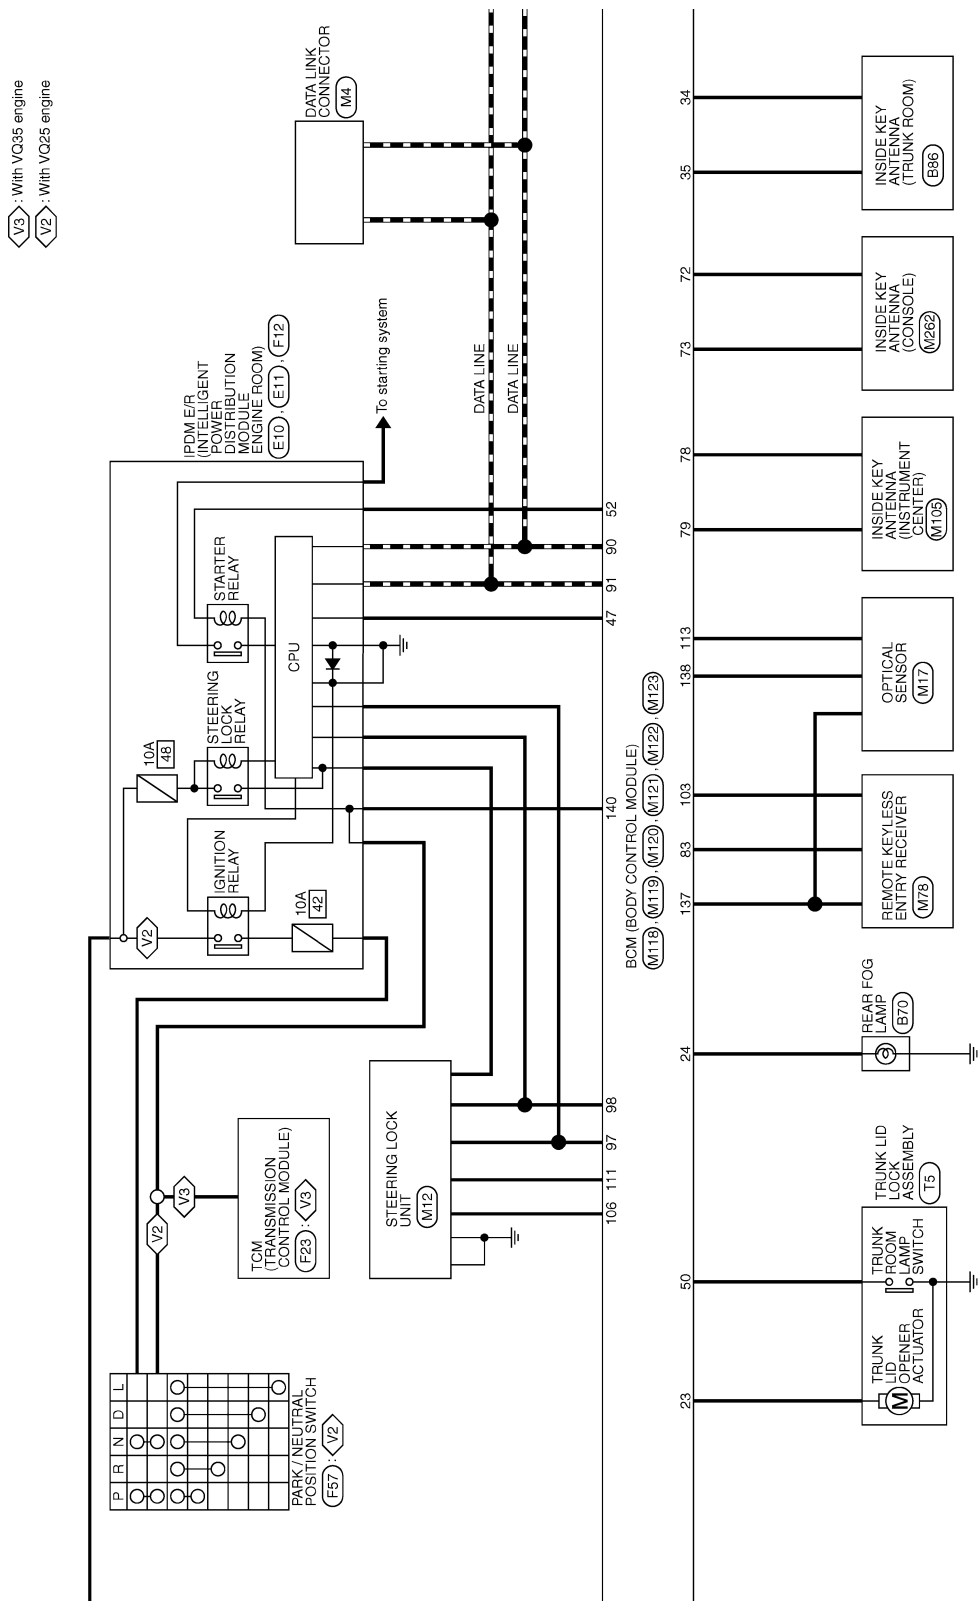 V3 : With VQ35 engine
V2 : With VQ25 engine
DATA LINK
CONNECTOR
M4
IPDM E/R
(INTELLIGENT
POWER
DISTRIBUTION
MODULE
ENGINE ROOM)
E10 , E11 , F12
To starting system
DATA LINE
DATA LINE
STARTER
RELAY
STEERING
LOCK
RELAY
IGNITION
RELAY
CPU
10A
48
10A
42
V2
52
90
91
47
140
98
97
111
106
BCM (BODY CONTROL MODULE)
M118 , M119 , M120 , M121 , M122 , M123
STEERING LOCK
UNIT
M12
TCM
(TRANSMISSION
CONTROL MODULE)
F23 : V3
V3
V2
P R N D L
PARK / NEUTRAL
POSITION SWITCH
F57 : V2
34
35
INSIDE KEY
ANTENNA
(TRUNK ROOM)
B86
72
73
INSIDE KEY
ANTENNA
(CONSOLE)
M262
78
79
INSIDE KEY
ANTENNA
(INSTRUMENT
CENTER)
M105
113
138
OPTICAL
SENSOR
M17
103
83
137
REMOTE KEYLESS
ENTRY RECEIVER
M78
24
REAR FOG
LAMP
B70
50
23
TRUNK LID
LOCK
ASSEMBLY
T5
TRUNK
ROOM
LAMP
SWITCH
TRUNK
LID
OPENER
ACTUATOR
M